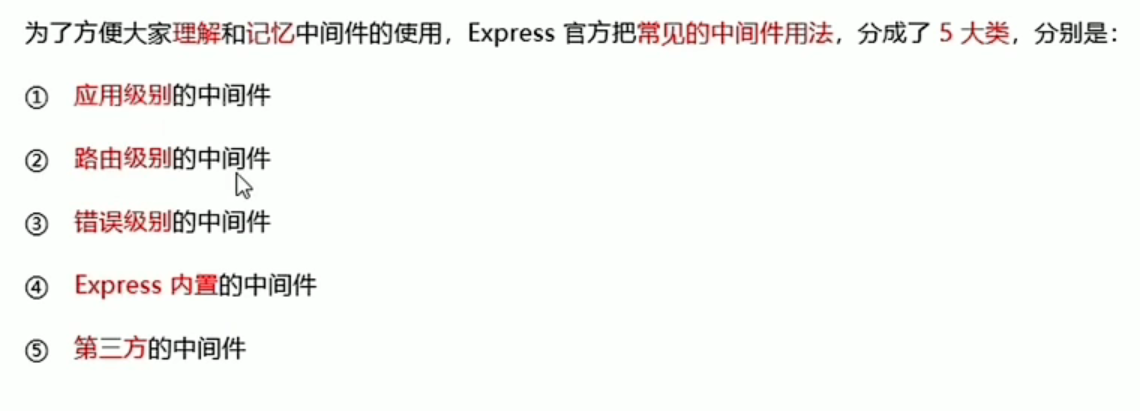 为了方便大家理解和记忆中间件的使用，Express 官方把常见的中间件用法，分成了 5 大类，分别是：
① 应用级别的中间件
② 路由级别的中间件
③ 错误级别的中间件
④ Express 内置的中间件
⑤ 第三方的中间件